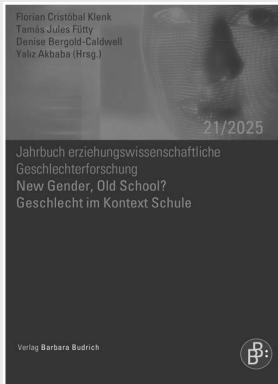 Florian Cristóbal Klenk
Tamás Jules Fütty
Denise Bergold-Caldwell
Yalız Akbaba (Hrsg.)
21/2025
Jahrbuch erziehungswissenschaftliche
Geschlechterforschung
New Gender, Old School?
Geschlecht im Kontext Schule
Verlag Barbara Budrich
B B: